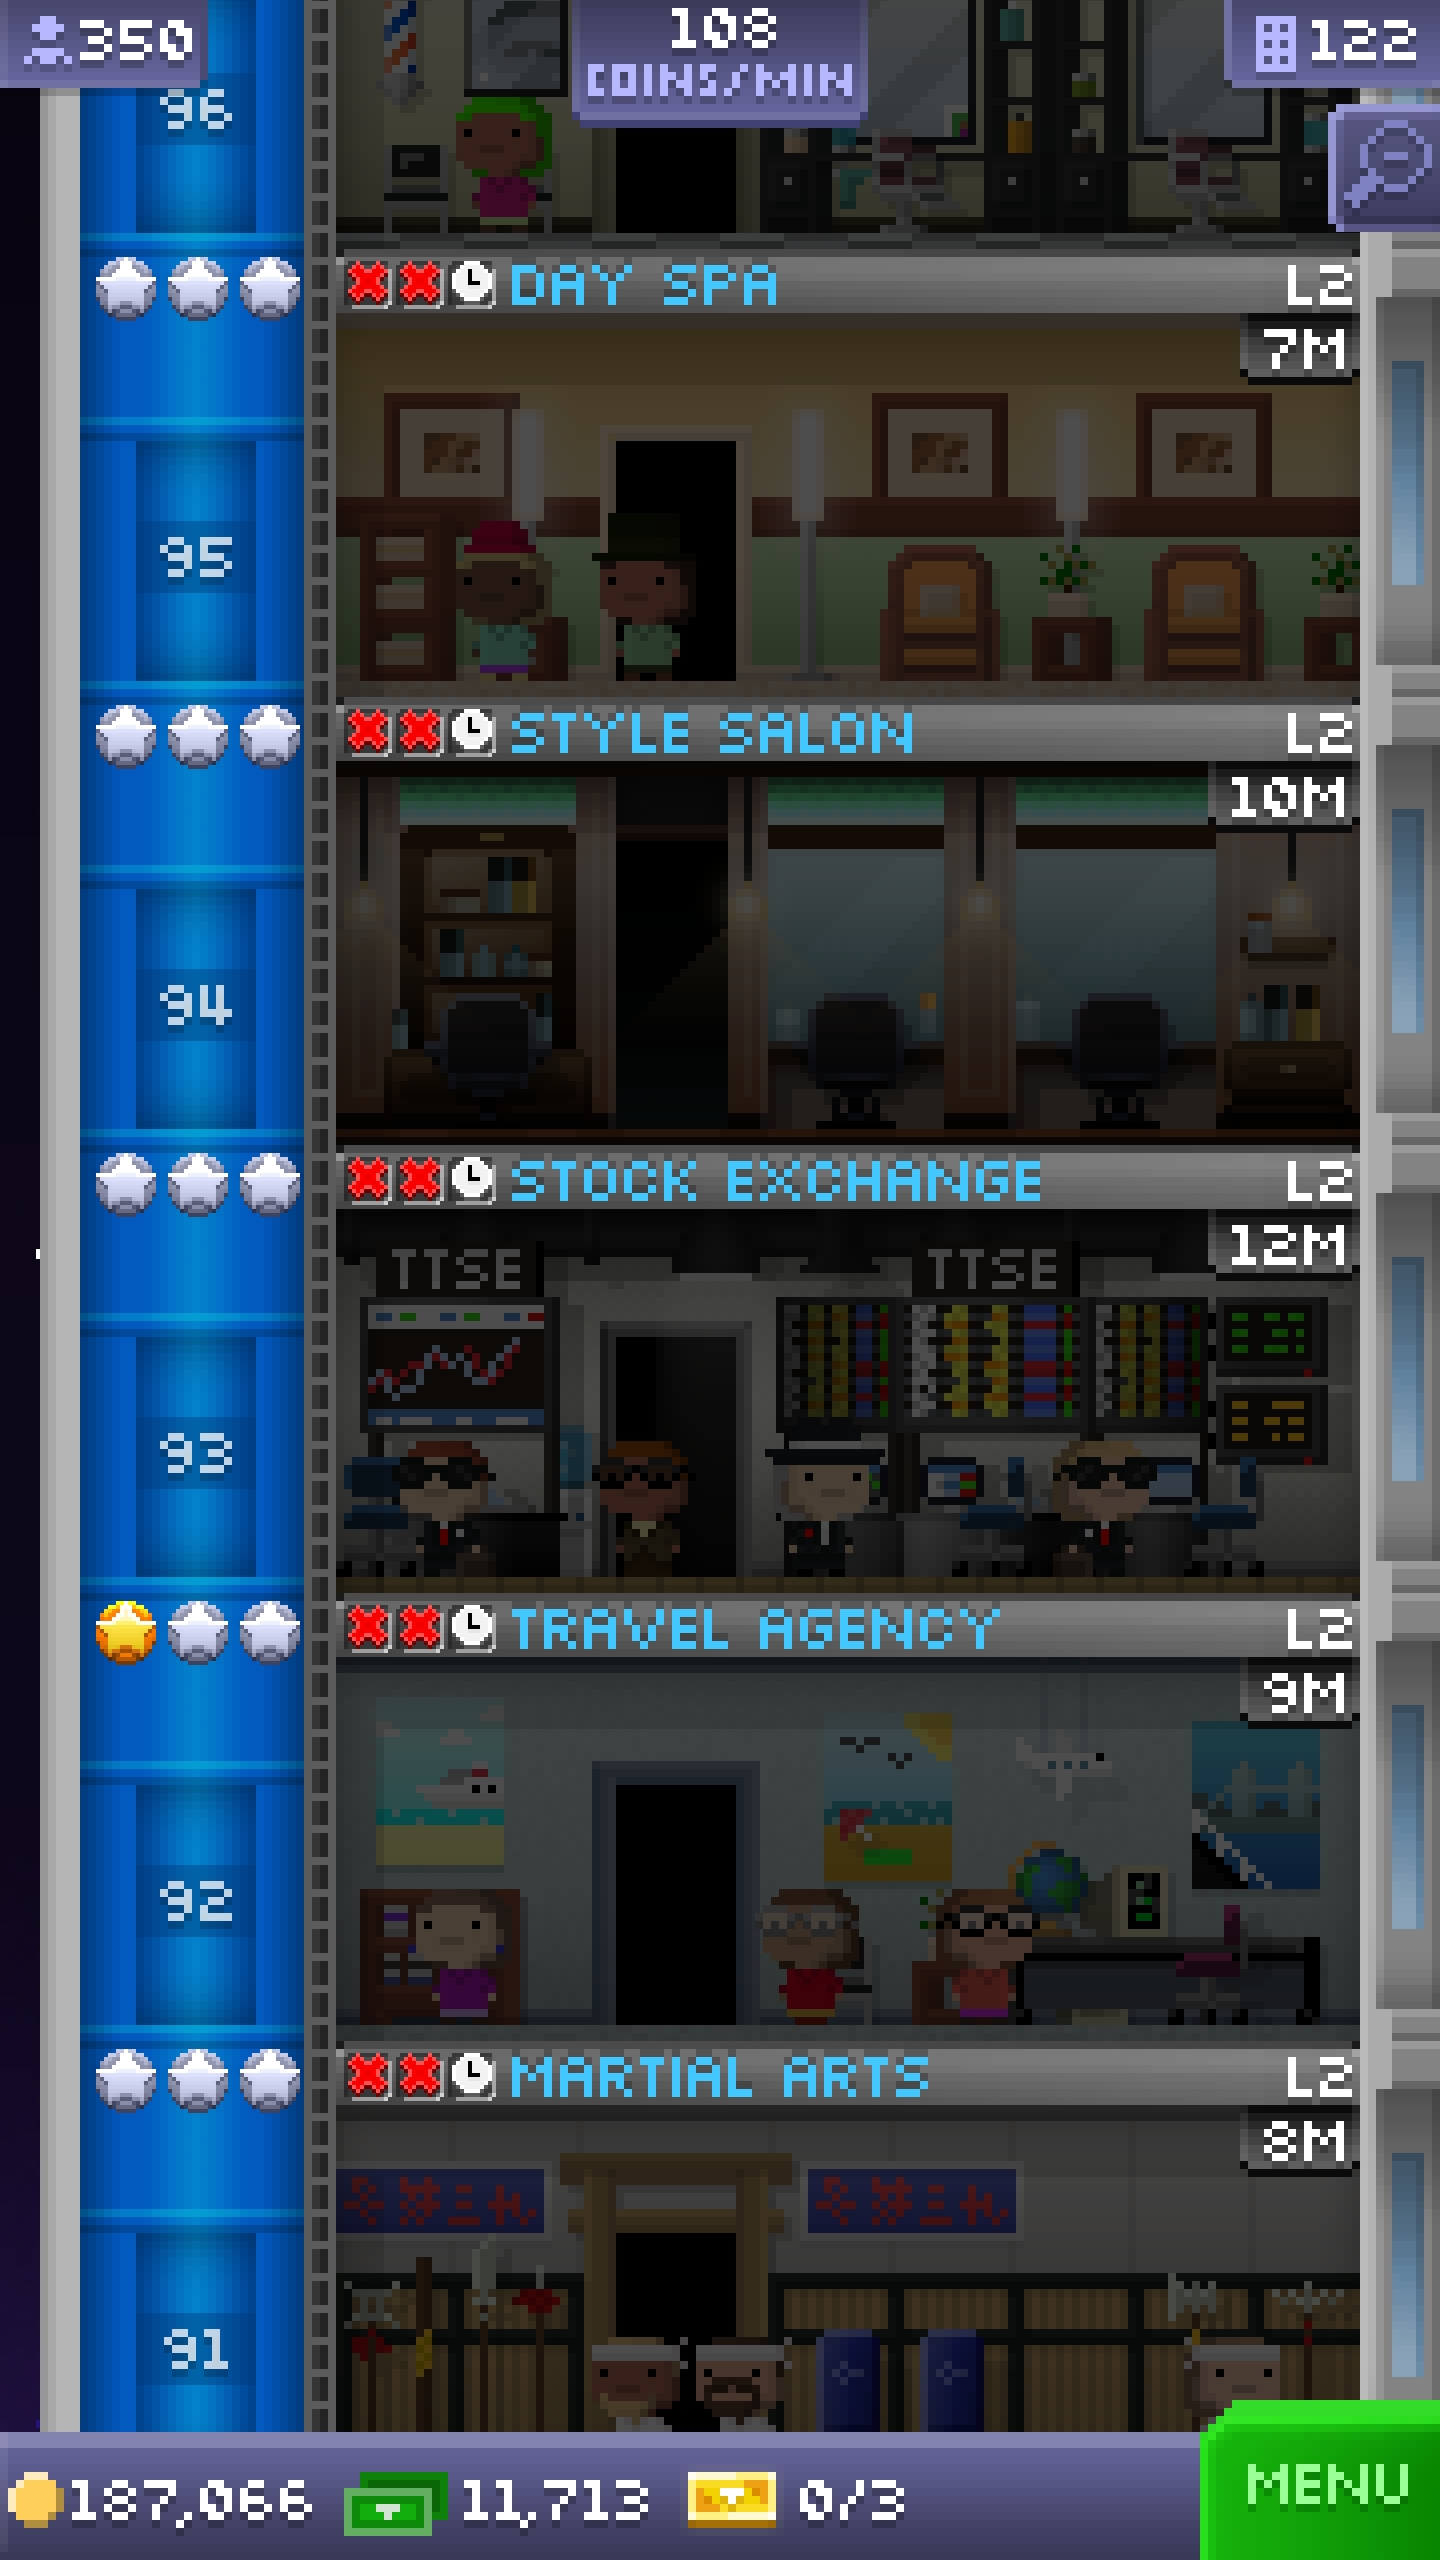 350
108
COINS/MIN
122
96
DAY SPA
L2
7M
95
STYLE SALON
L2
10M
94
STOCK EXCHANGE
L2
12M
TTSE
TTSE
93
TRAVEL AGENCY
L2
9M
92
MARTIAL ARTS
L2
8M
91
187,066
11,713
0/3
MENU